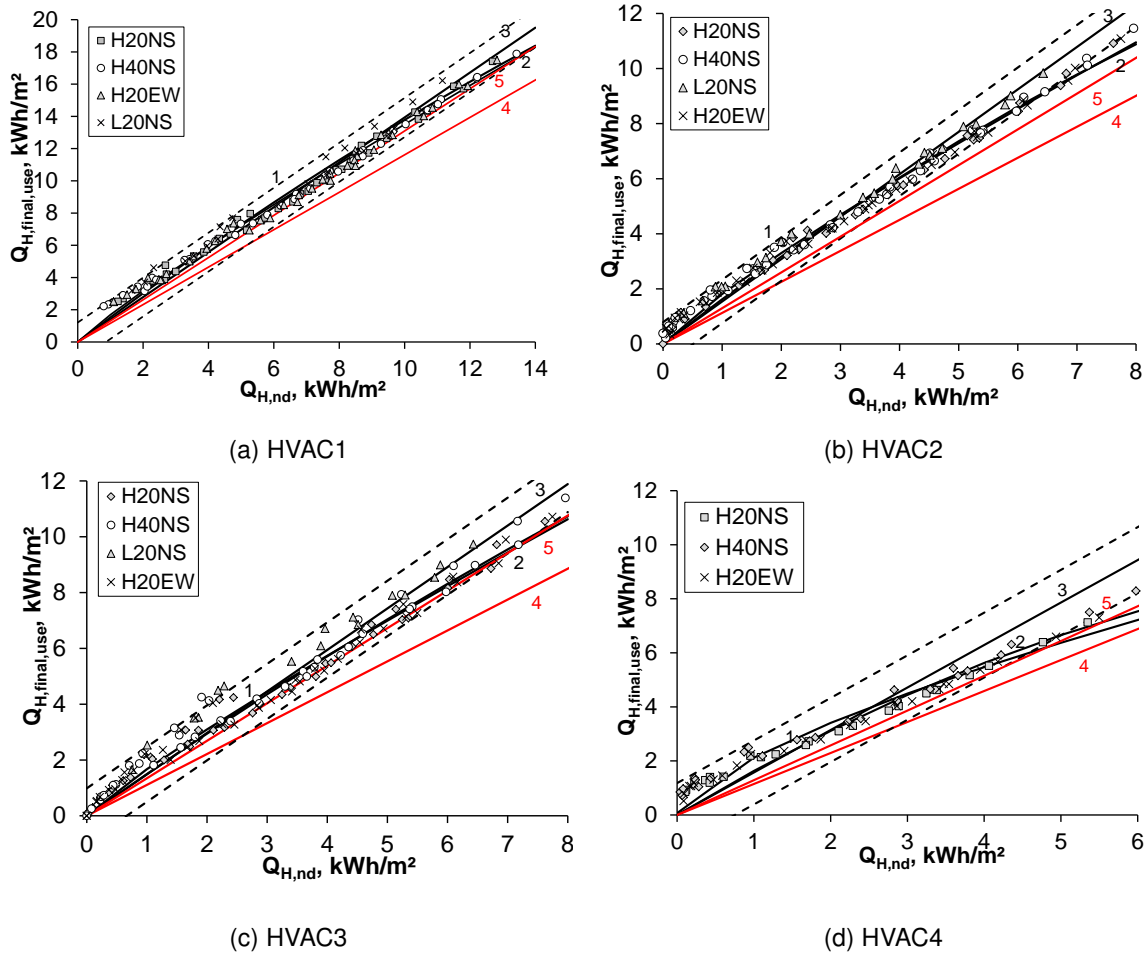 20
18
16
14
12
10
8
6
4
2
0
Q_H,final,use, kWh/m²
H20NS
H40NS
H20EW
L20NS
1
3
2
5
4
0 2 4 6 8 10 12 14
Q_H,nd, kWh/m²
(a) HVAC1
12
10
8
6
4
2
0
Q_H,final,use, kWh/m²
H20NS
H40NS
L20NS
H20EW
1
3
2
5
4
0 1 2 3 4 5 6 7 8
Q_H,nd, kWh/m²
(b) HVAC2
12
10
8
6
4
2
0
Q_H,final,use, kWh/m²
H20NS
H40NS
L20NS
H20EW
1
3
5
2
4
0 1 2 3 4 5 6 7 8
Q_H,nd, kWh/m²
(c) HVAC3
12
10
8
6
4
2
0
Q_H,final,use, kWh/m²
H20NS
H40NS
H20EW
1
3
5
2
4
0 1 2 3 4 5 6
Q_H,nd, kWh/m²
(d) HVAC4